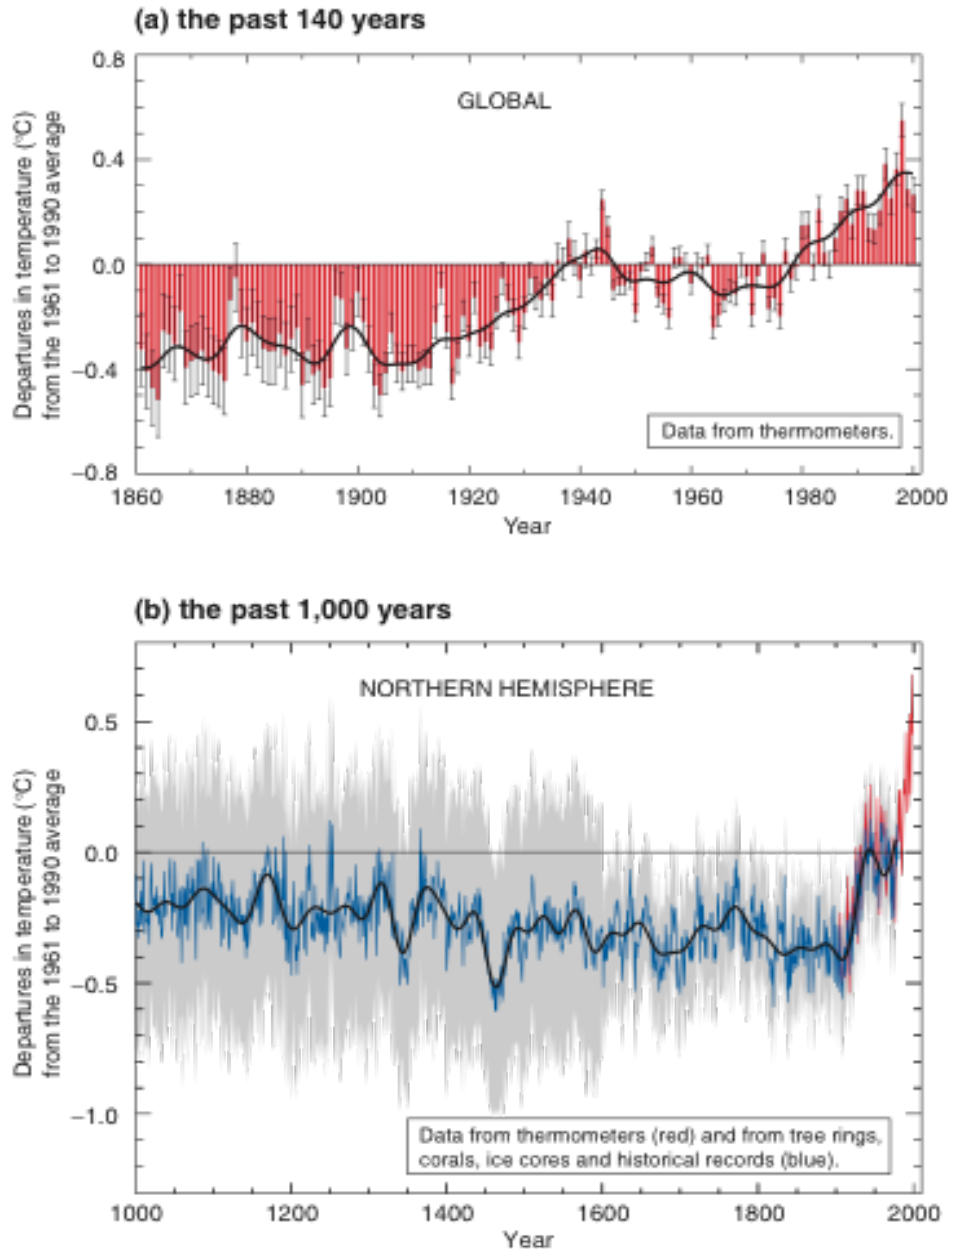 (a) the past 140 years
GLOBAL
Departures in temperature (°C)
from the 1961 to 1990 average
0.8
0.4
0.0
−0.4
−0.8
Data from thermometers.
1860 1880 1900 1920 1940 1960 1980 2000
Year
(b) the past 1,000 years
NORTHERN HEMISPHERE
Departures in temperature (°C)
from the 1961 to 1990 average
0.5
0.0
−0.5
−1.0
Data from thermometers (red) and from tree rings,
corals, ice cores and historical records (blue).
1000 1200 1400 1600 1800 2000
Year